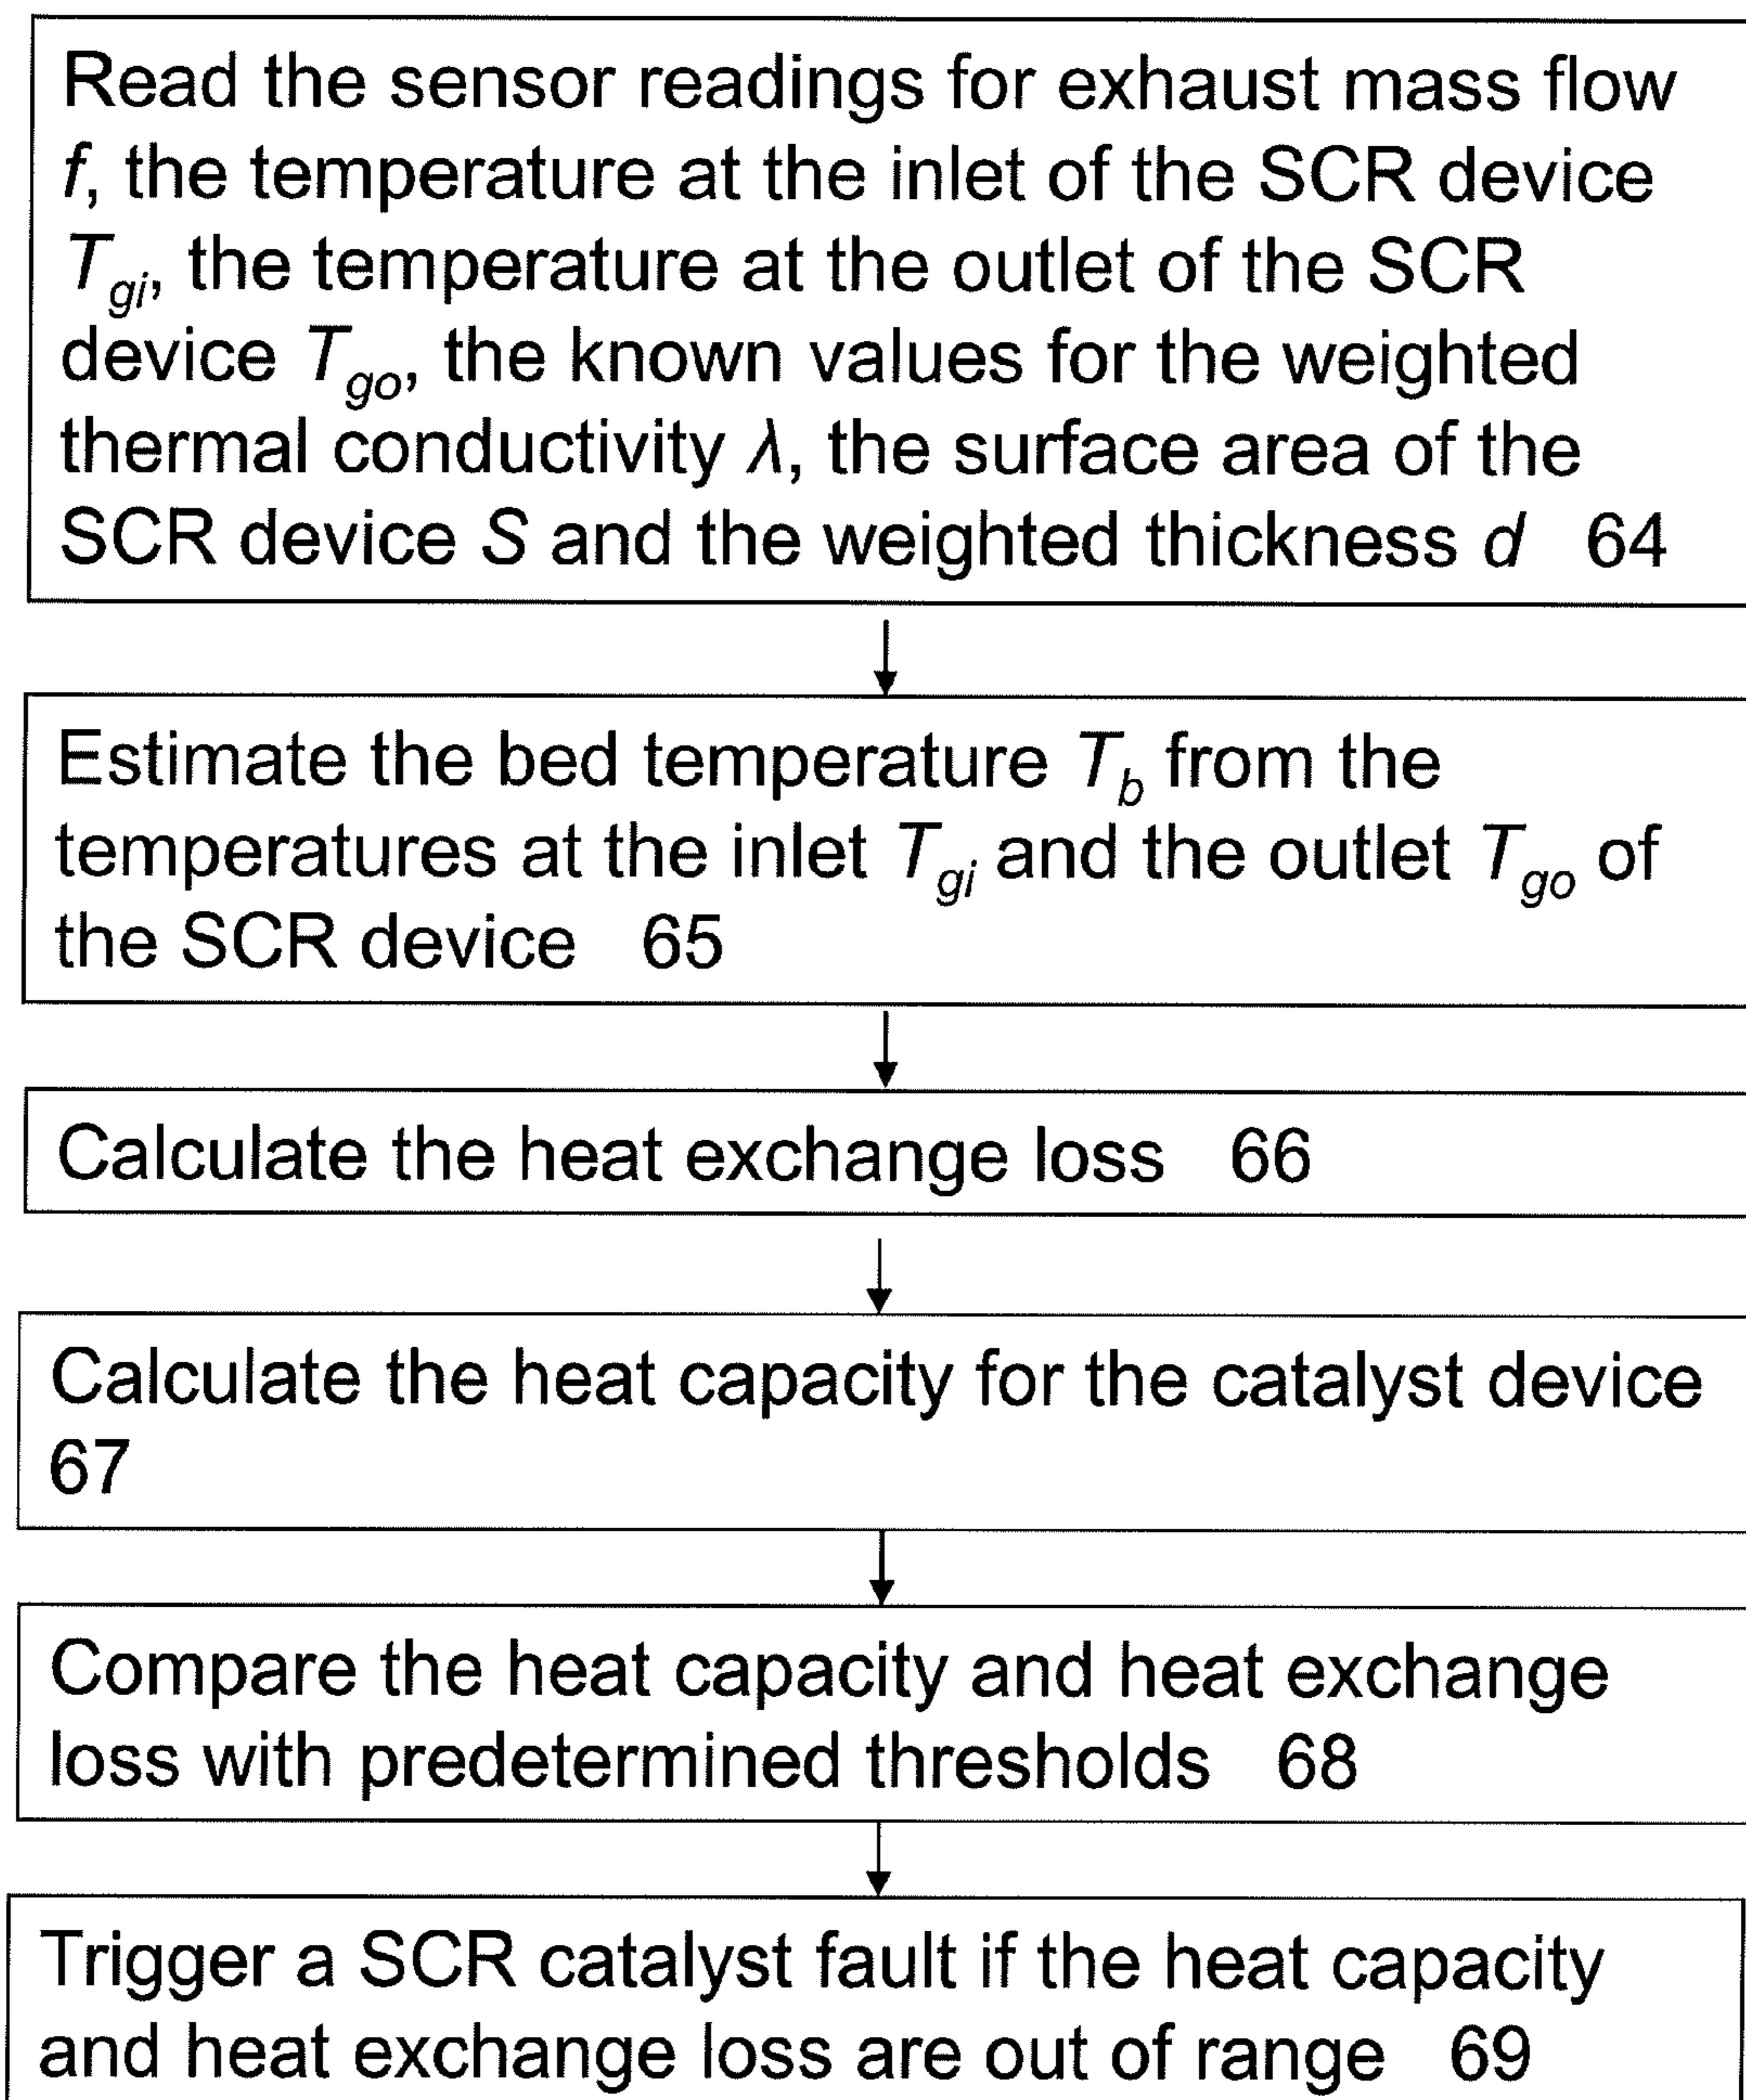 Read the sensor readings for exhaust mass flow
f, the temperature at the inlet of the SCR device
Tgi, the temperature at the outlet of the SCR
device Tgo, the known values for the weighted
thermal conductivity λ, the surface area of the
SCR device S and the weighted thickness d 64
Estimate the bed temperature Tb from the
temperatures at the inlet Tgi and the outlet Tgo of
the SCR device 65
Calculate the heat exchange loss 66
Calculate the heat capacity for the catalyst device
67
Compare the heat capacity and heat exchange
loss with predetermined thresholds 68
Trigger a SCR catalyst fault if the heat capacity
and heat exchange loss are out of range 69